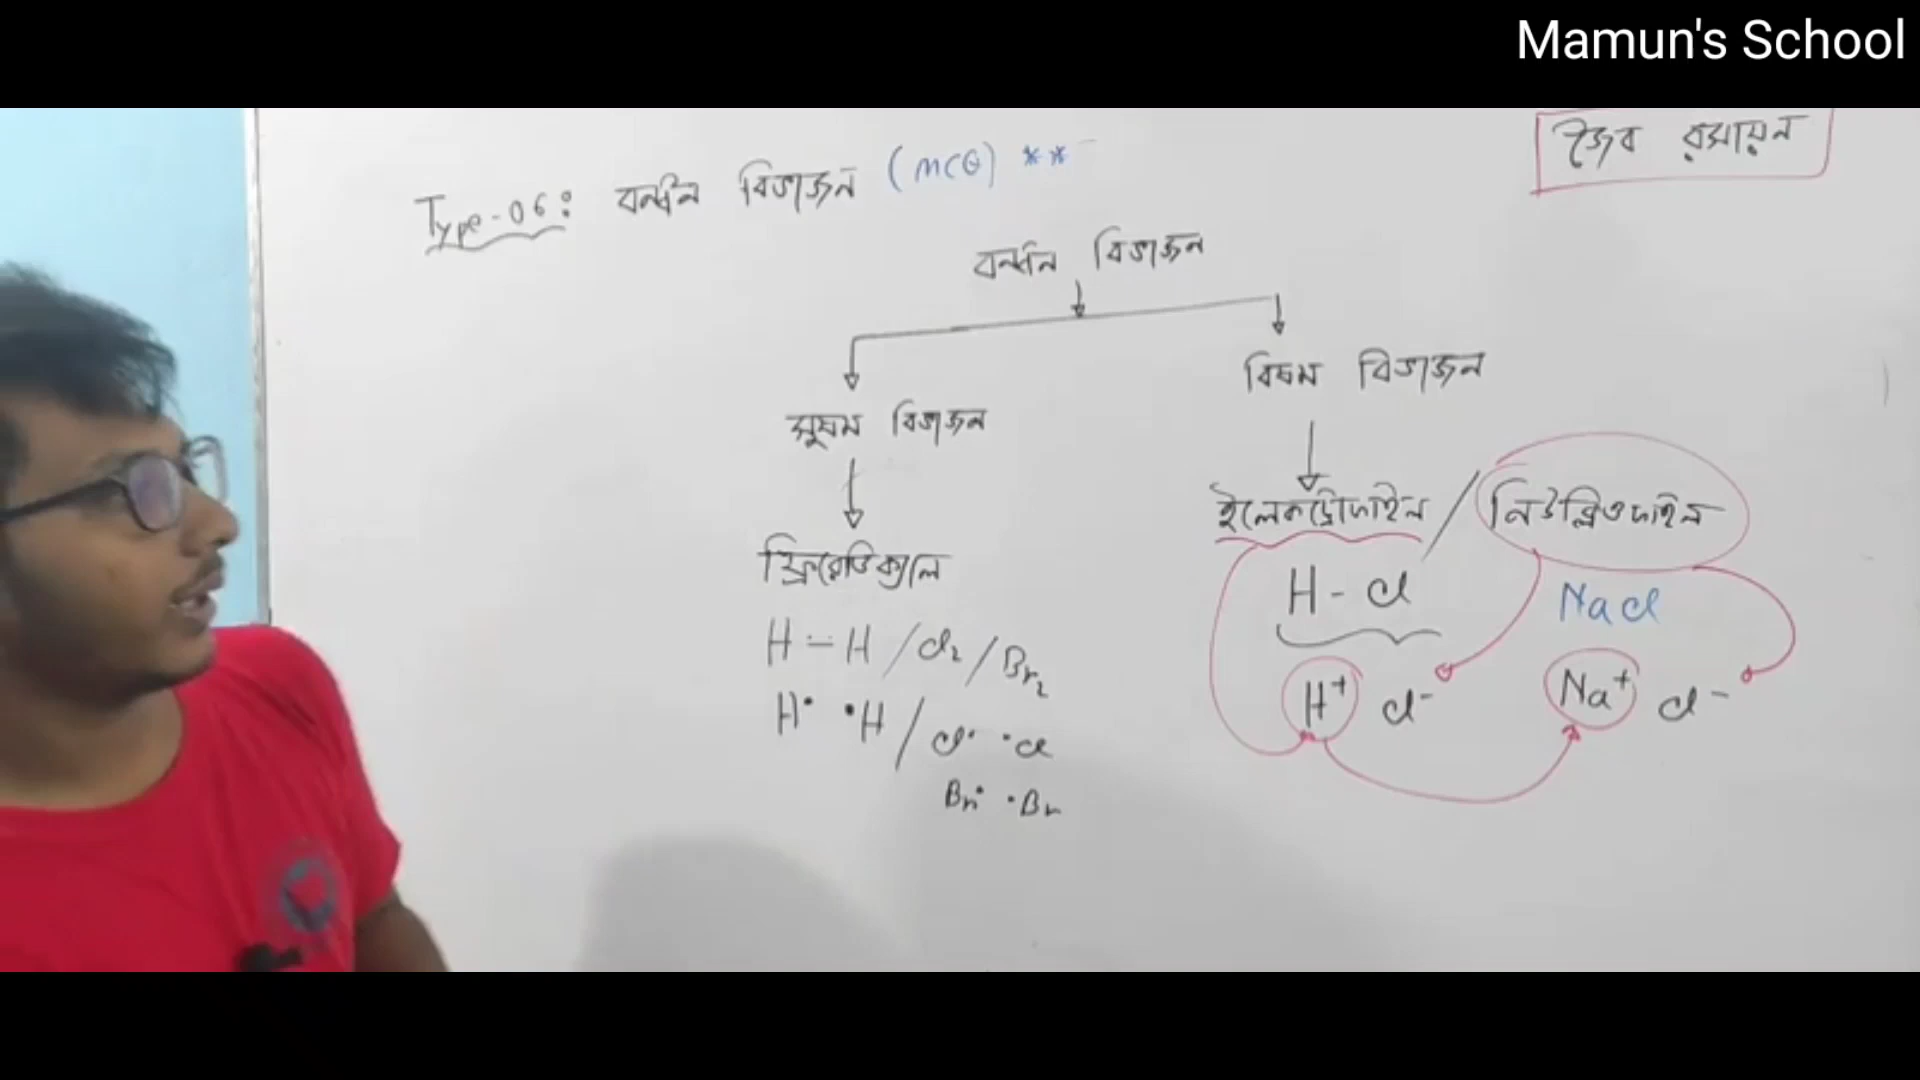 Mamun's School
জৈব রসায়ন
Type-06: বন্ধন বিভাজন (MCQ) **
বন্ধন বিভাজন
সুষম বিভাজন
বিষম বিভাজন
ফ্রিরেডিক্যাল
ইলেকট্রোফাইল / নিউক্লিওফাইল
H - H / Cl₂ / Br₂
H• •H / Cl• •Cl
Br• •Br
H - Cl
NaCl
H⁺ Cl⁻
Na⁺ Cl⁻